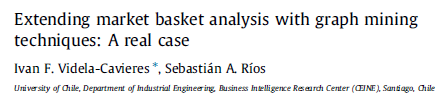 Extending market basket analysis with graph mining
techniques: A real case
Ivan F. Videla-Cavieres *, Sebastián A. Ríos
University of Chile, Department of Industrial Engineering, Business Intelligence Research Center (CEINE), Santiago, Chile